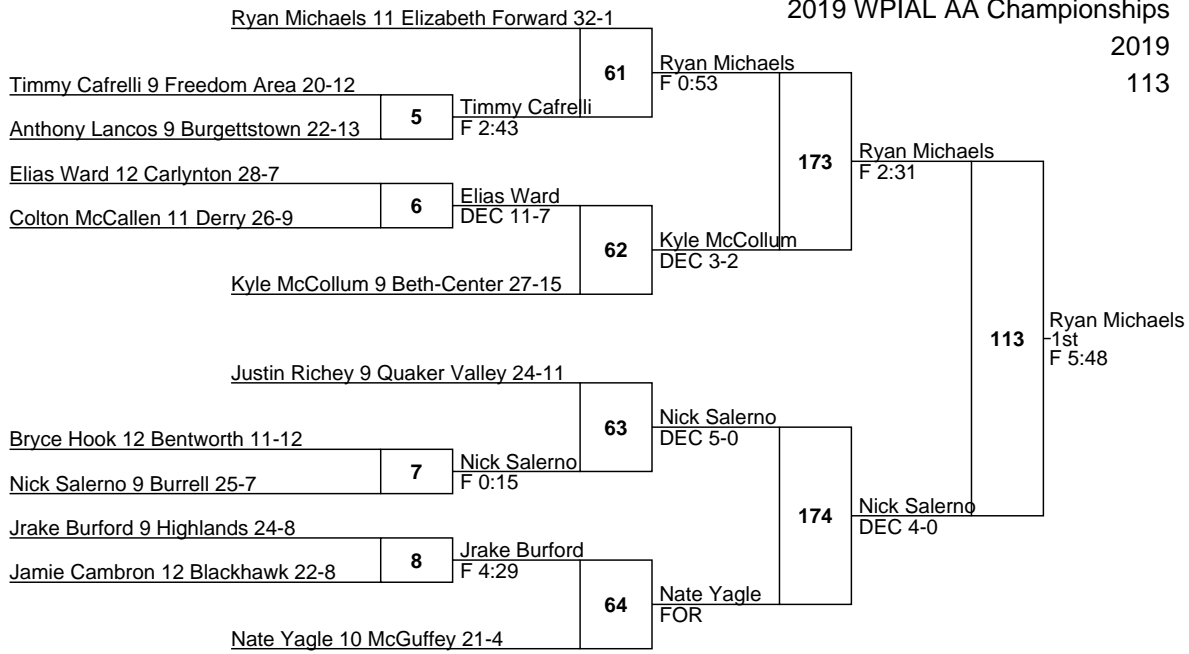 2019 WPIAL AA Championships
2019
113
Ryan Michaels 11 Elizabeth Forward 32-1
61
Ryan Michaels
F 0:53
Timmy Cafrelli 9 Freedom Area 20-12
5
Timmy Cafrelli
F 2:43
Anthony Lancos 9 Burgettstown 22-13
173
Ryan Michaels
F 2:31
Elias Ward 12 Carlynton 28-7
6
Elias Ward
DEC 11-7
Colton McCallen 11 Derry 26-9
62
Kyle McCollum
DEC 3-2
Kyle McCollum 9 Beth-Center 27-15
113
Ryan Michaels
1st
F 5:48
Justin Richey 9 Quaker Valley 24-11
63
Nick Salerno
DEC 5-0
Bryce Hook 12 Bentworth 11-12
7
Nick Salerno
F 0:15
Nick Salerno 9 Burrell 25-7
174
Nick Salerno
DEC 4-0
Jrake Burford 9 Highlands 24-8
8
Jrake Burford
F 4:29
Jamie Cambron 12 Blackhawk 22-8
64
Nate Yagle
FOR
Nate Yagle 10 McGuffey 21-4